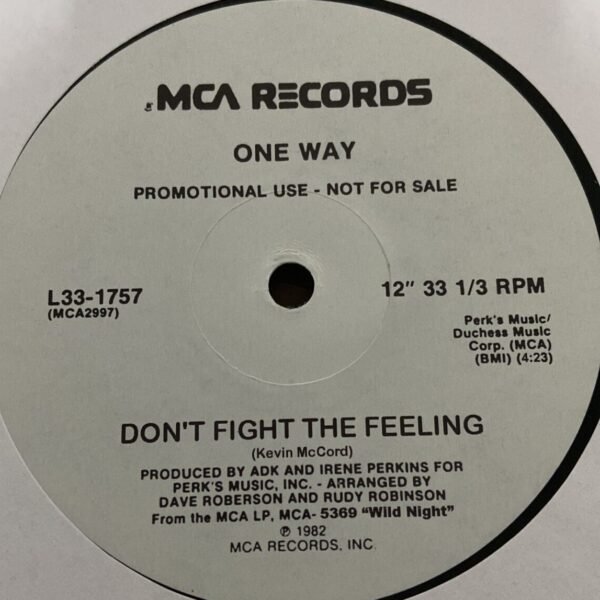 MCA RECORDS
ONE WAY
PROMOTIONAL USE - NOT FOR SALE
L33-1757
(MCA2997)
12" 33 1/3 RPM
Perk's Music/
Duchess Music
Corp. (MCA)
(BMI) (4:23)
DON'T FIGHT THE FEELING
(Kevin McCord)
PRODUCED BY ADK AND IRENE PERKINS FOR
PERK'S MUSIC, INC. - ARRANGED BY
DAVE ROBERSON AND RUDY ROBINSON
From the MCA LP, MCA- 5369 "Wild Night"
℗ 1982
MCA RECORDS, INC.